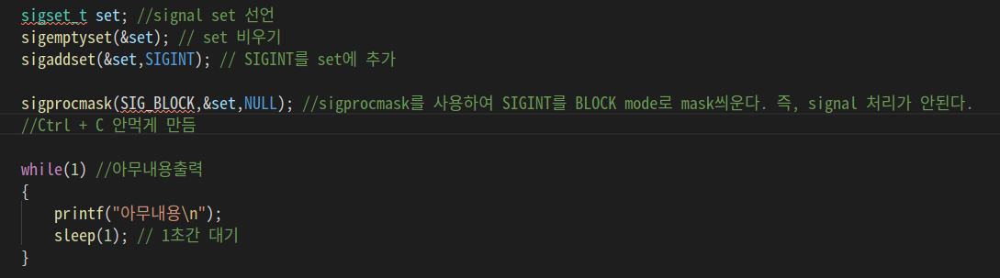 sigset_t set; //signal set 선언
sigemptyset(&set); // set 비우기
sigaddset(&set,SIGINT); // SIGINT를 set에 추가
sigprocmask(SIG_BLOCK,&set,NULL); //sigprocmask를 사용하여 SIGINT를 BLOCK mode로 mask씌운다. 즉, signal 처리가 안된다.
//Ctrl + C 안먹게 만듬
while(1) //아무내용출력
{
printf("아무내용\n");
sleep(1); // 1초간 대기
}